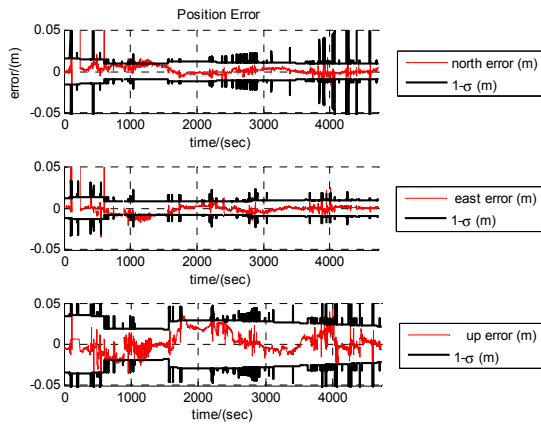 Position Error
0.05
0
-0.05
error/(m)
0 1000 2000 3000 4000
time/(sec)
north error (m)
1-σ (m)
0.05
0
-0.05
0 1000 2000 3000 4000
time/(sec)
east error (m)
1-σ (m)
0.05
0
-0.05
0 1000 2000 3000 4000
time/(sec)
up error (m)
1-σ (m)